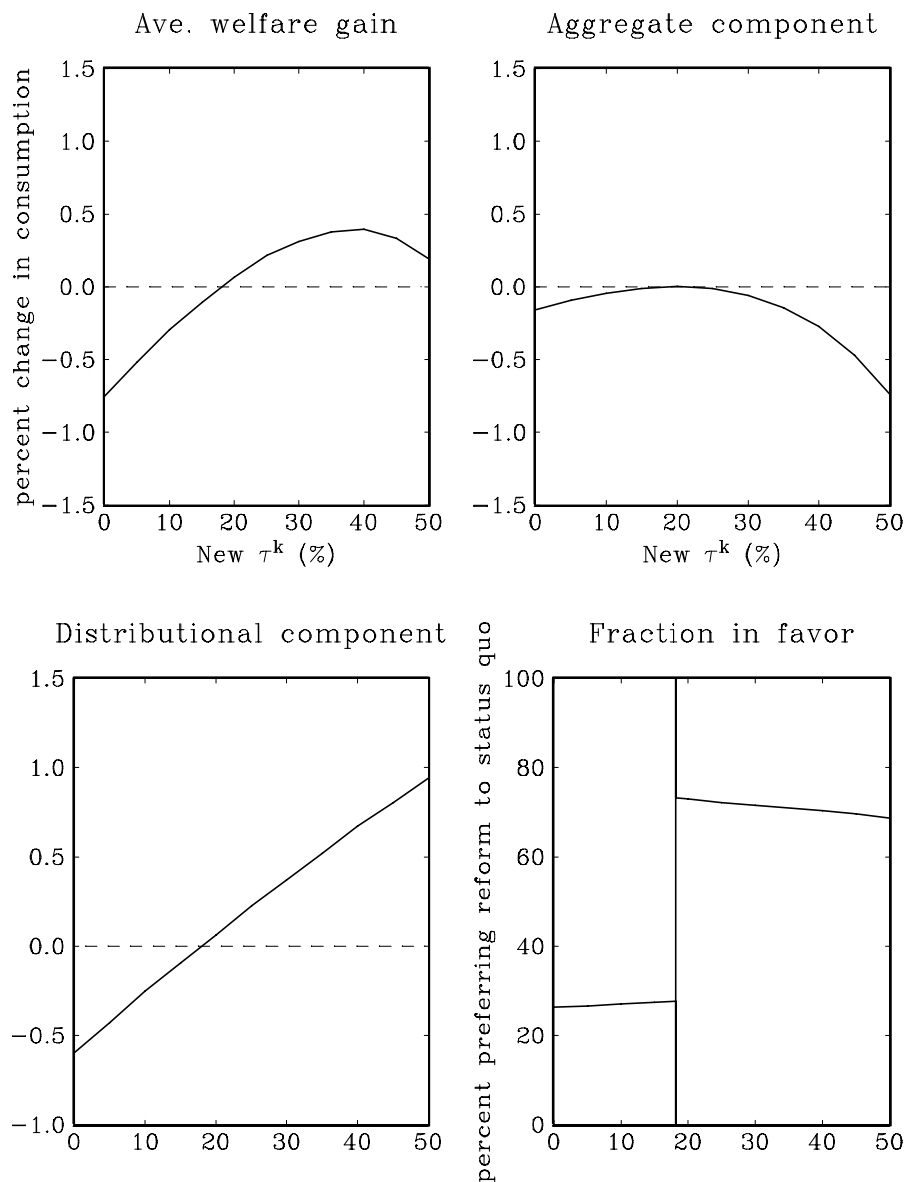 Ave. welfare gain
percent change in consumption
1.5
1.0
0.5
0.0
−0.5
−1.0
−1.5
0 10 20 30 40 50
New τᵏ (%)
Aggregate component
1.5
1.0
0.5
0.0
−0.5
−1.0
−1.5
0 10 20 30 40 50
New τᵏ (%)
Distributional component
1.5
1.0
0.5
0.0
−0.5
−1.0
0 10 20 30 40 50
Fraction in favor
percent preferring reform to status quo
100
80
60
40
20
0
0 10 20 30 40 50